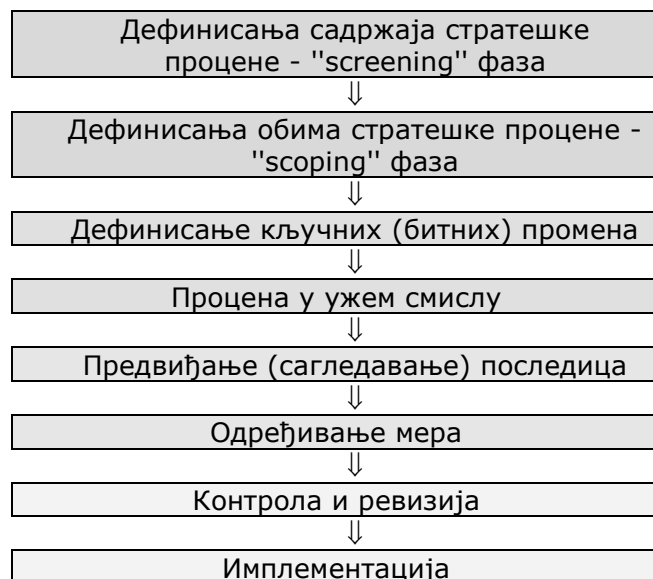 Дефинисања садржаја стратешке
процене - ''screening'' фаза
⇓
Дефинисања обима стратешке процене -
''scoping'' фаза
⇓
Дефинисање кључних (битних) промена
⇓
Процена у ужем смислу
⇓
Предвиђање (сагледавање) последица
⇓
Одређивање мера
⇓
Контрола и ревизија
⇓
Имплементација